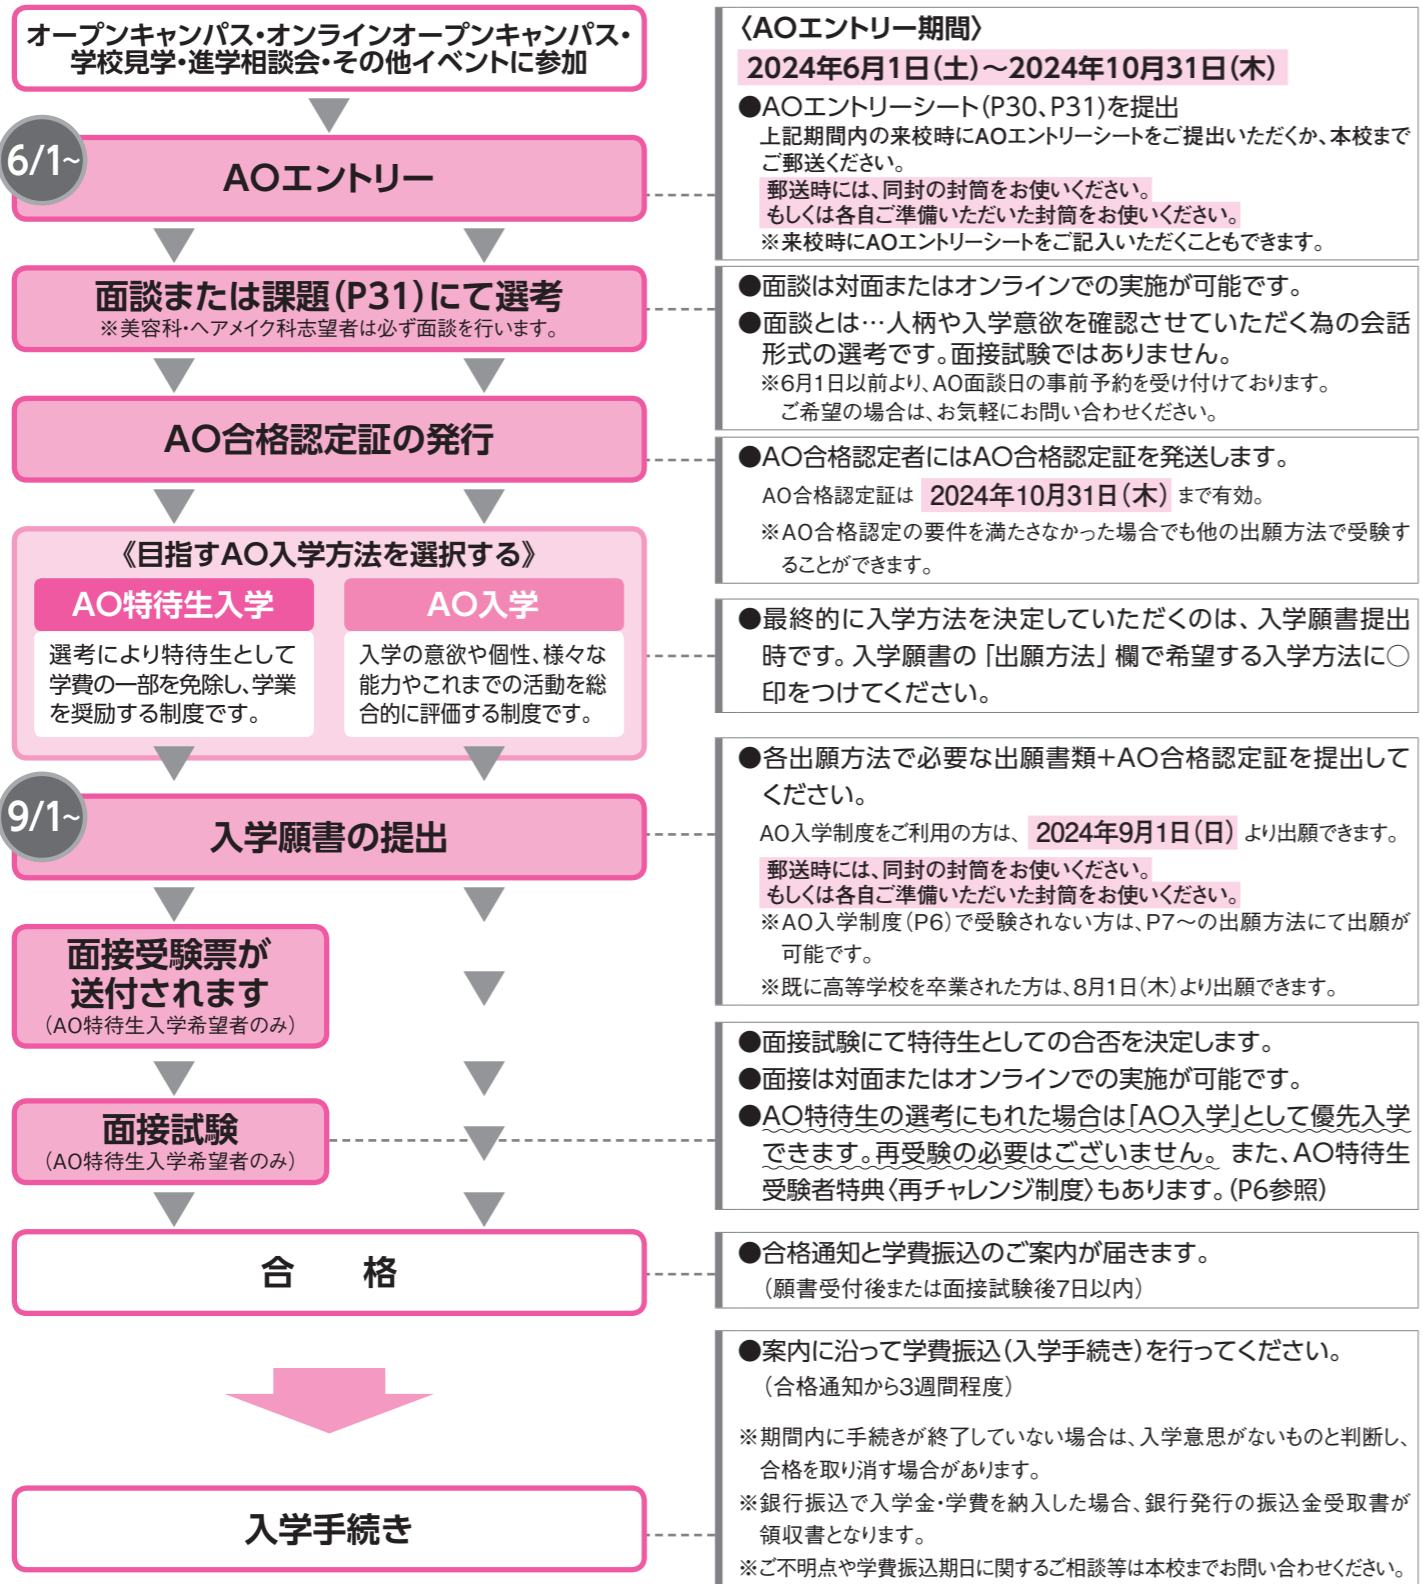 オープンキャンパス・オンラインオープンキャンパス・
学校見学・進学相談会・その他イベントに参加
6/1~
AOエントリー
〈AOエントリー期間〉
2024年6月1日(土)～2024年10月31日(木)
●AOエントリーシート(P30、P31)を提出
上記期間内の来校時にAOエントリーシートをご提出いただくか、本校まで
ご郵送ください。
郵送時には、同封の封筒をお使いください。
もしくは各自ご準備いただいた封筒をお使いください。
※来校時にAOエントリーシートをご記入いただくこともできます。
面談または課題(P31)にて選考
※美容科・ヘアメイク科志望者は必ず面談を行います。
●面談は対面またはオンラインでの実施が可能です。
●面談とは…人柄や入学意欲を確認させていただく為の会話
形式の選考です。面接試験ではありません。
※6月1日以前より、AO面談日の事前予約を受け付けております。
ご希望の場合は、お気軽にお問い合わせください。
AO合格認定証の発行
●AO合格認定者にはAO合格認定証を発送します。
AO合格認定証は 2024年10月31日(木) まで有効。
※AO合格認定の要件を満たさなかった場合でも他の出願方法で受験す
ることができます。
《目指すAO入学方法を選択する》
AO特待生入学
選考により特待生として
学費の一部を免除し、学業
を奨励する制度です。
AO入学
入学の意欲や個性、様々な
能力やこれまでの活動を総
合的に評価する制度です。
●最終的に入学方法を決定していただくのは、入学願書提出
時です。入学願書の「出願方法」欄で希望する入学方法に○
印をつけてください。
9/1~
入学願書の提出
●各出願方法で必要な出願書類+AO合格認定証を提出して
ください。
AO入学制度をご利用の方は、 2024年9月1日(日) より出願できます。
郵送時には、同封の封筒をお使いください。
もしくは各自ご準備いただいた封筒をお使いください。
※AO入学制度(P6)で受験されない方は、P7～の出願方法にて出願が
可能です。
※既に高等学校を卒業された方は、8月1日(木)より出願できます。
面接受験票が
送付されます
(AO特待生入学希望者のみ)
面接試験
(AO特待生入学希望者のみ)
●面接試験にて特待生としての合否を決定します。
●面接は対面またはオンラインでの実施が可能です。
●AO特待生の選考にもれた場合は「AO入学」として優先入学
できます。再受験の必要はございません。また、AO特待生
受験者特典〈再チャレンジ制度〉もあります。(P6参照)
合　格
●合格通知と学費振込のご案内が届きます。
(願書受付後または面接試験後7日以内)
入学手続き
●案内に沿って学費振込(入学手続き)を行ってください。
(合格通知から3週間程度)
※期間内に手続きが終了していない場合は、入学意思がないものと判断し、
合格を取り消す場合があります。
※銀行振込で入学金・学費を納入した場合、銀行発行の振込金受取書が
領収書となります。
※ご不明点や学費振込期日に関するご相談等は本校までお問い合わせください。